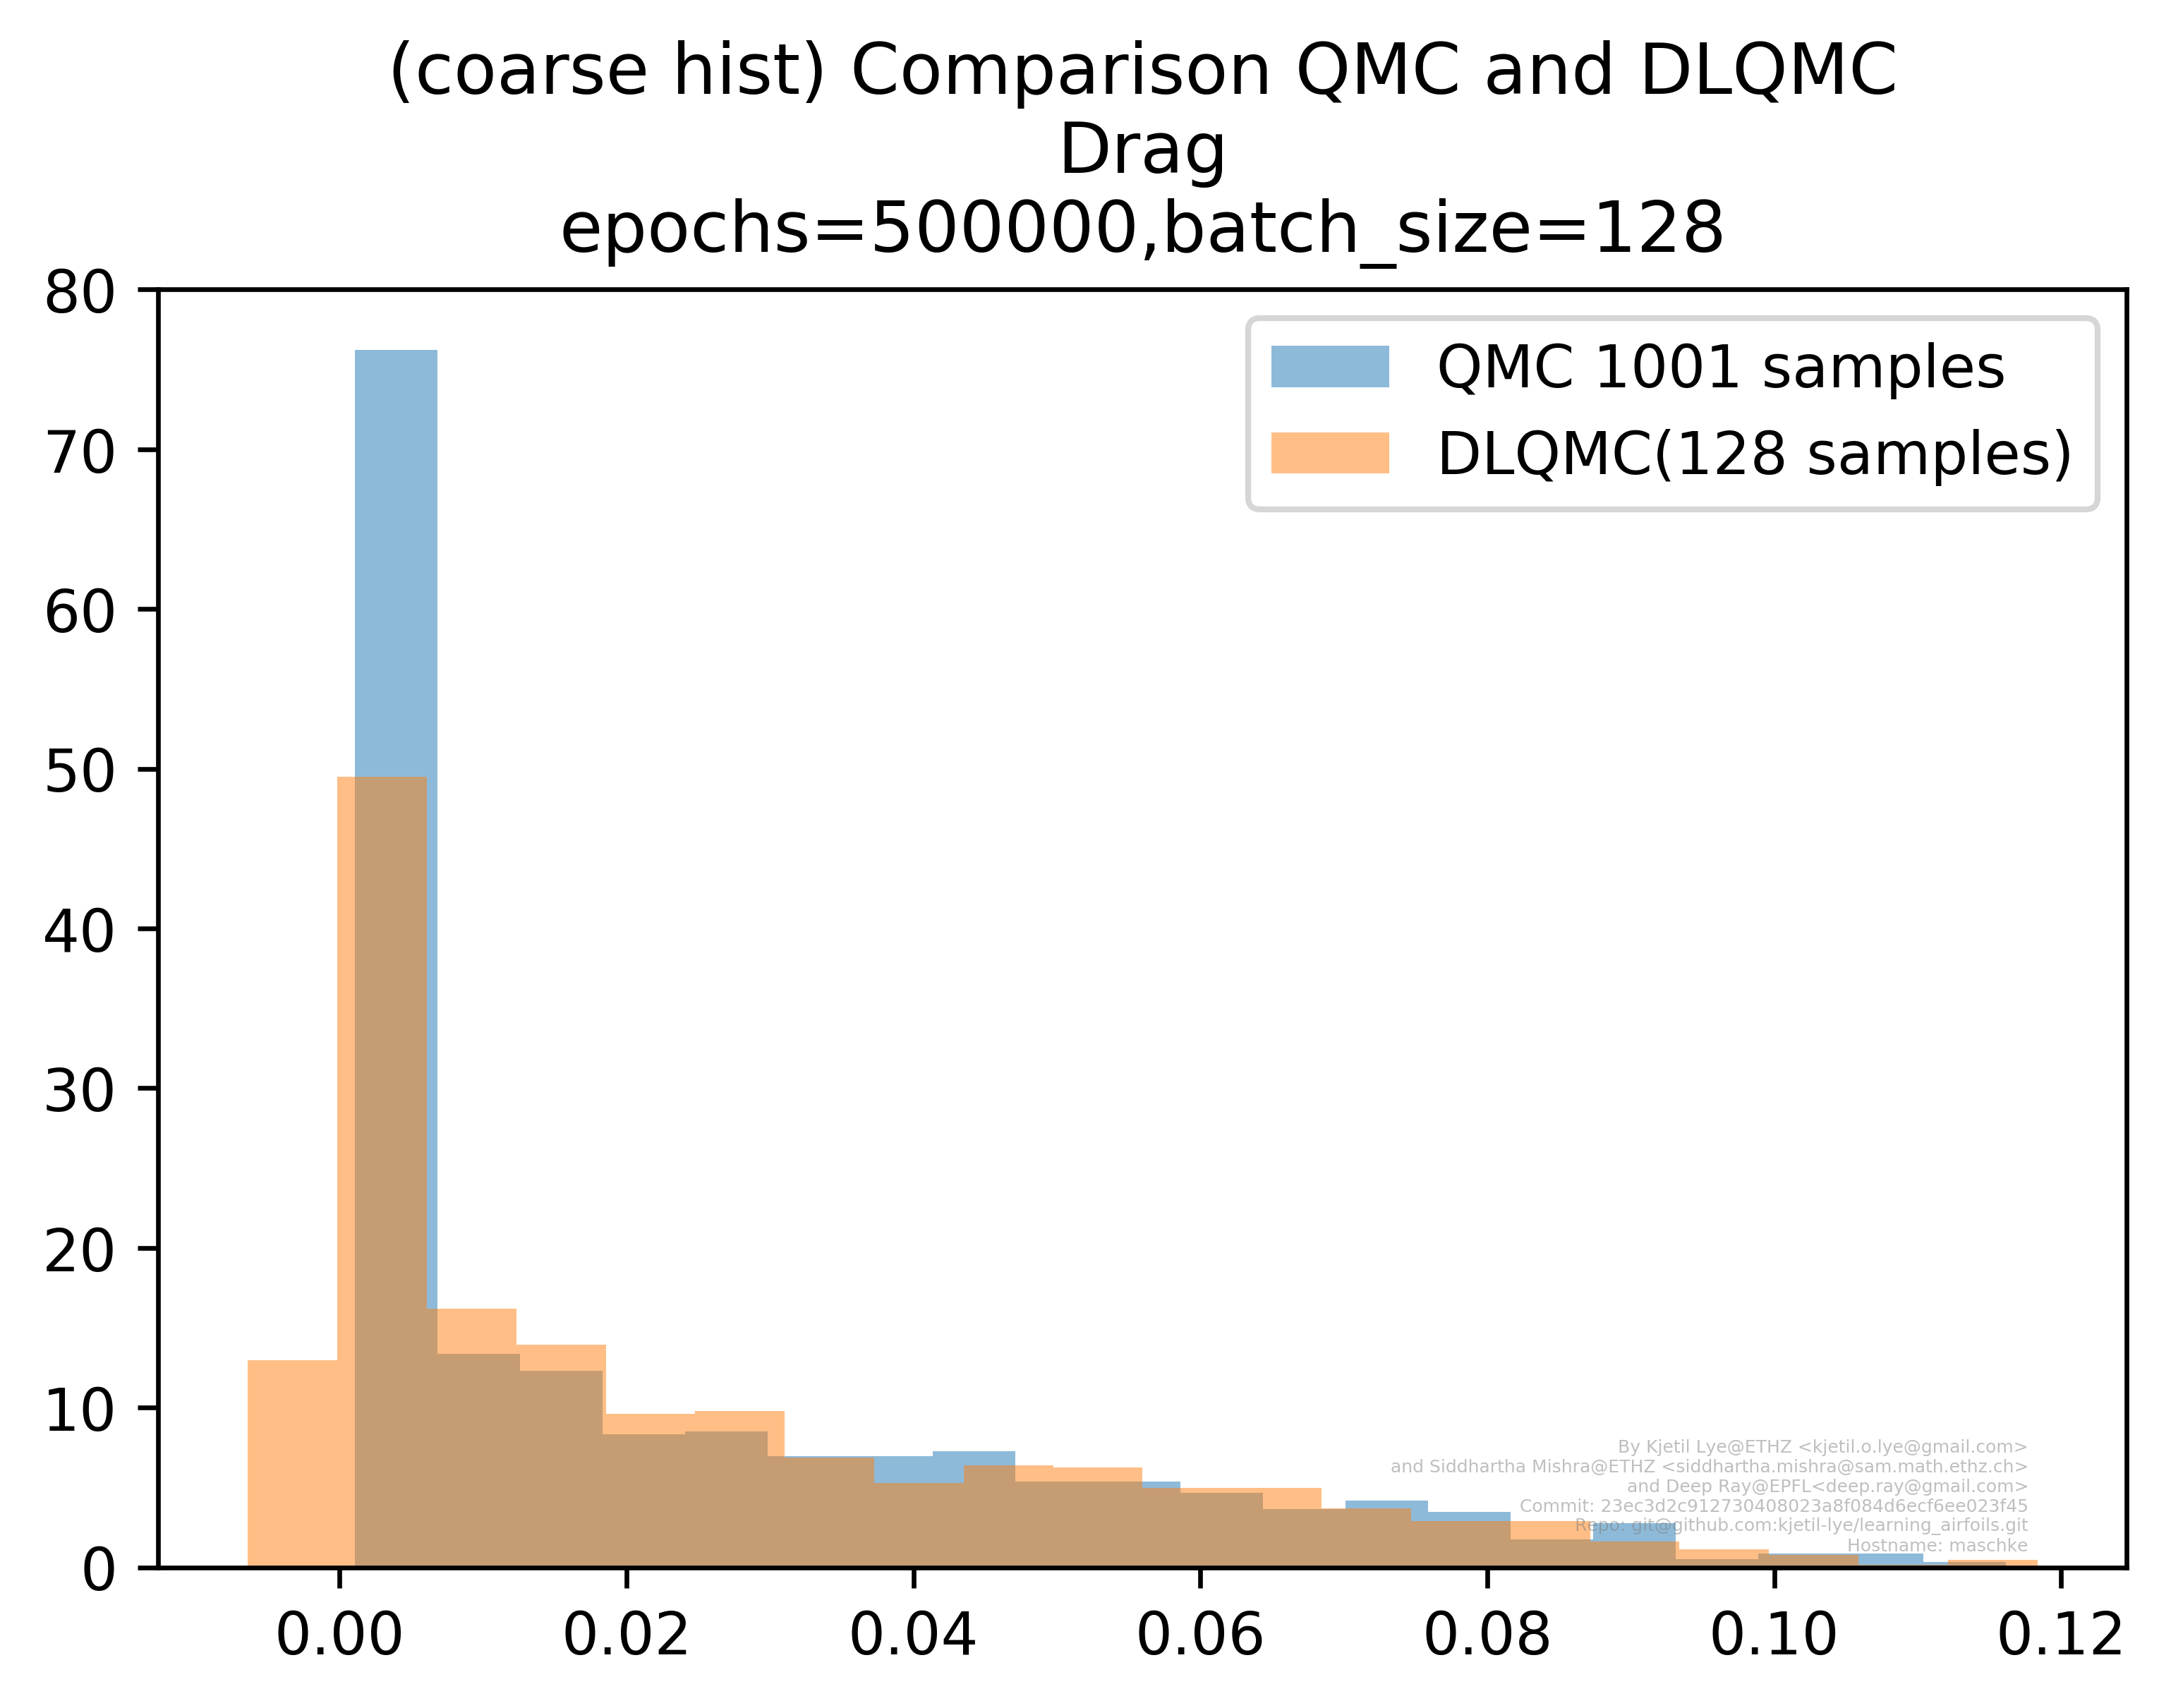 (coarse hist) Comparison QMC and DLQMC
Drag
epochs=500000,batch_size=128
80
70
60
50
40
30
20
10
0
QMC 1001 samples
DLQMC(128 samples)
By Kjetil Lye@ETHZ <kjetil.o.lye@gmail.com>
and Siddhartha Mishra@ETHZ <siddhartha.mishra@sam.math.ethz.ch>
and Deep Ray@EPFL<deep.ray@gmail.com>
Commit: 23ec3d2c912730408023a8f084d6ecf6ee023f45
Repo: git@github.com:kjetil-lye/learning_airfoils.git
Hostname: maschke
0.00 0.02 0.04 0.06 0.08 0.10 0.12